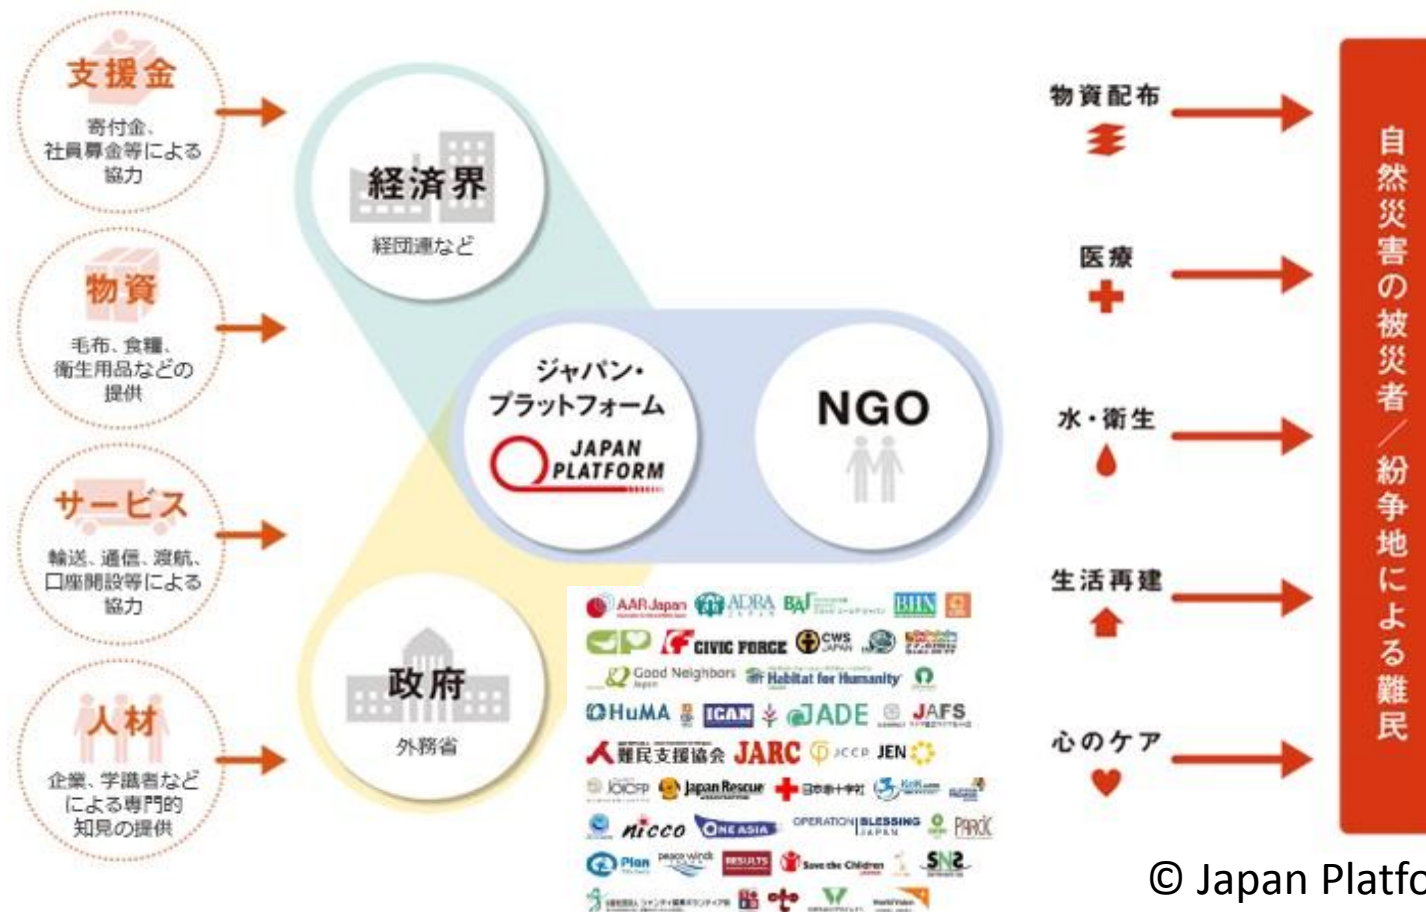 支援金
寄付金、
社員募金等による
協力
物資
毛布、食糧、
衛生用品などの
提供
サービス
輸送、通信、渡航、
口座開設等による
協力
人材
企業、学識者など
による専門的
知見の提供
経済界
経団連など
ジャパン・
プラットフォーム
JAPAN
PLATFORM
NGO
政府
外務省
AAR Japan
ADRA
JAPAN
BAJ
BHN
CIVIC FORCE
CWS
JAPAN
Good Neighbors
Japan
Habitat for Humanity
HuMA
ICAN
JADE
JAFS
難民支援協会
JARC
JCCP
JEN
JOICFP
Japan Rescue
日本赤十字社
nicco
ONE ASIA
OPERATION BLESSING
JAPAN
PARCIC
Plan
peace winds
RESULTS
Save the Children
JAPAN
SNS
World Vision
物資配布
医療
水・衛生
生活再建
心のケア
自然災害の被災者／紛争地による難民
© Japan Platfo